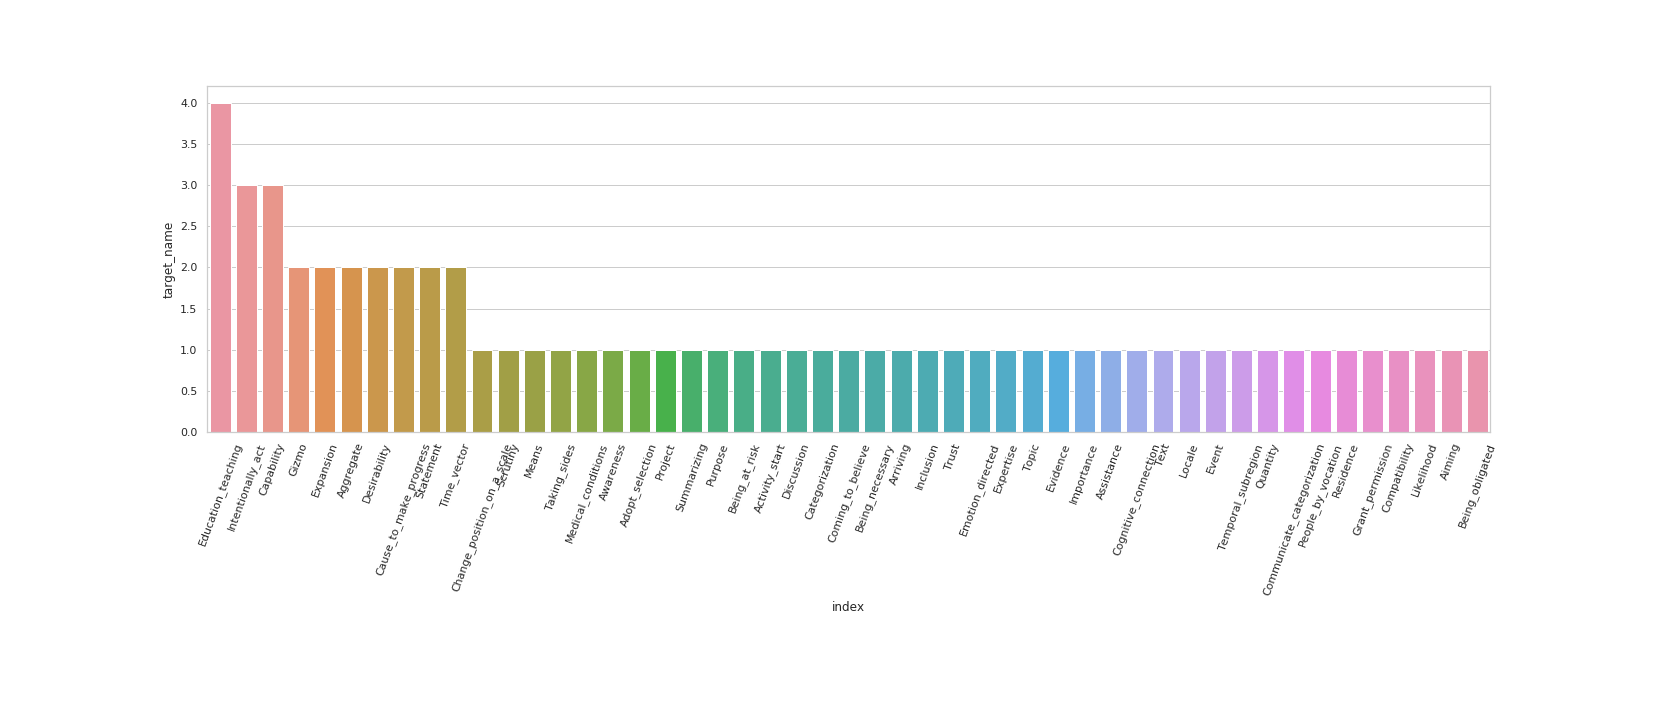 4.0
3.5
3.0
2.5
2.0
1.5
1.0
0.5
0.0
target_name
Education_teaching
Intentionally_act
Capability
Gizmo
Expansion
Aggregate
Desirability
Cause_to_make_progress
Statement
Time_vector
Change_position_on_a_scale
Scrutiny
Means
Taking_sides
Medical_conditions
Awareness
Adopt_selection
Project
Summarizing
Purpose
Being_at_risk
Activity_start
Discussion
Categorization
Coming_to_believe
Being_necessary
Arriving
Inclusion
Trust
Emotion_directed
Expertise
Topic
Evidence
Importance
Assistance
Cognitive_connection
Text
Locale
Event
Temporal_subregion
Quantity
Communicate_categorization
People_by_vocation
Residence
Grant_permission
Compatibility
Likelihood
Aiming
Being_obligated
index